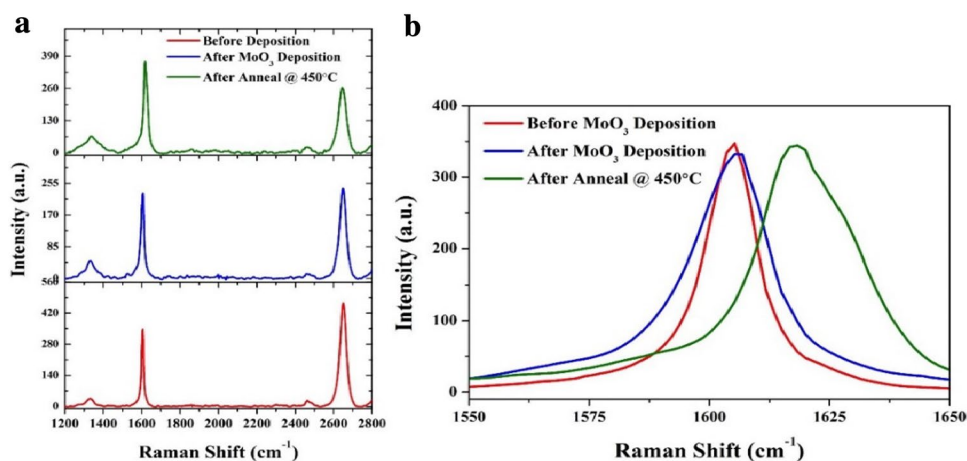 a
Before Deposition
After MoO₃ Deposition
After Anneal @ 450°C
390
260
130
0
255
170
85
0
560
420
280
140
0
1200 1400 1600 1800 2000 2200 2400 2600 2800
Raman Shift (cm⁻¹)
Intensity (a.u.)
b
Before MoO₃ Deposition
After MoO₃ Deposition
After Anneal @ 450°C
400
300
200
100
0
1550 1575 1600 1625 1650
Raman Shift (cm⁻¹)
Intensity (a.u.)